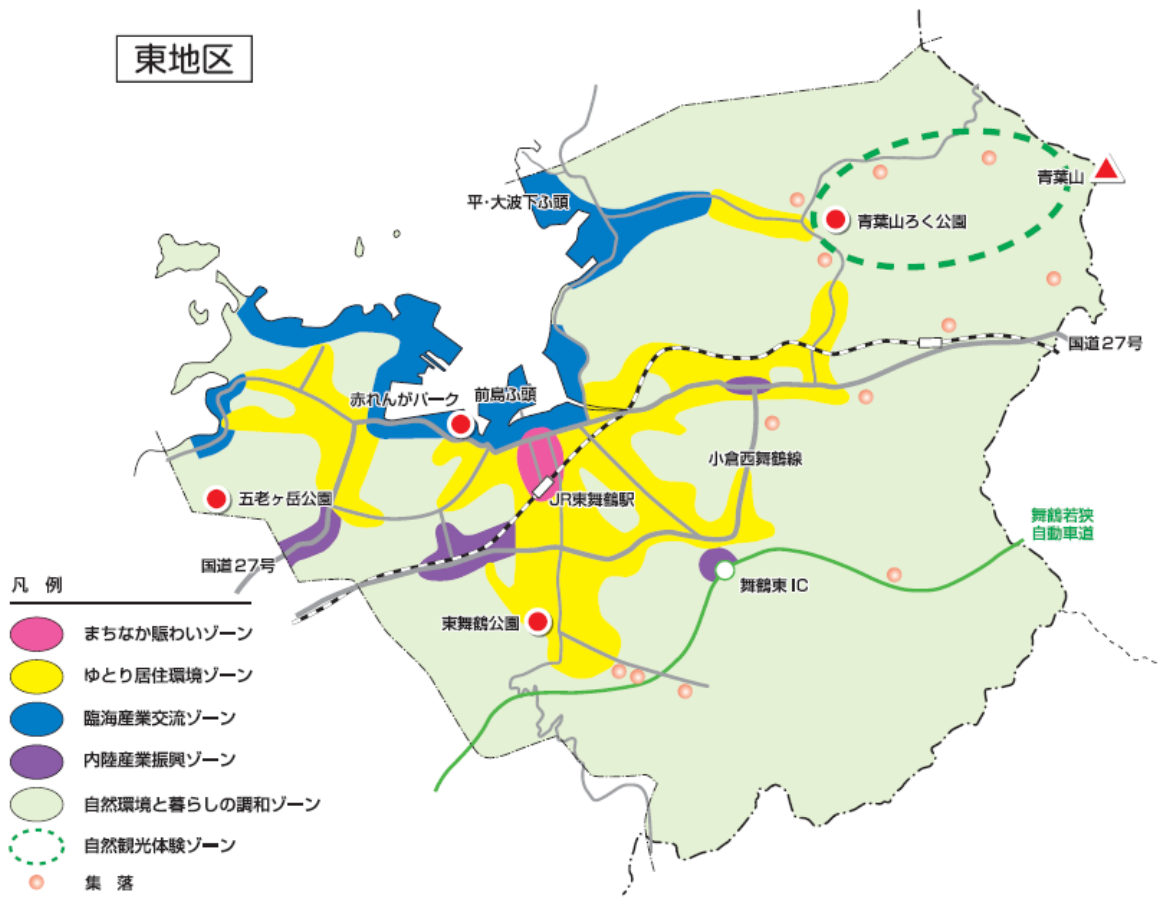 東地区
平・大波下ふ頭
青葉山
青葉山ろく公園
国道27号
赤れんがパーク
前島ふ頭
小倉西舞鶴線
JR東舞鶴駅
五老ヶ岳公園
舞鶴若狭
自動車道
国道27号
舞鶴東IC
東舞鶴公園
凡 例
まちなか賑わいゾーン
ゆとり居住環境ゾーン
臨海産業交流ゾーン
内陸産業振興ゾーン
自然環境と暮らしの調和ゾーン
自然観光体験ゾーン
集 落